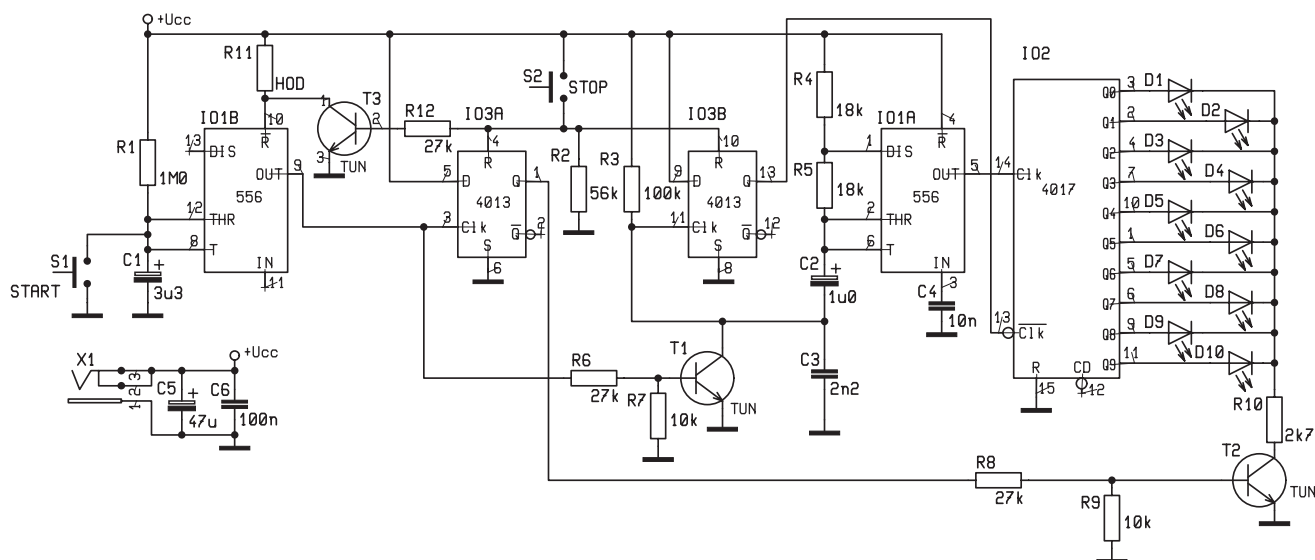 +Ucc
R11
HOD
S2
STOP
IO2
R4
18k
T3
1
2
3
TUN
R12
27k
IO1B
10
R
13
DIS
OUT
9
556
12
THR
8
T
IN
11
R1
1M0
C1
+
3u3
S1
START
IO3A
4
R
5
D
Q
1
4013
3
Clk
Q
2
S
6
R2
56k
R3
100k
IO3B
10
R
9
D
Q
13
4013
11
Clk
Q
12
S
8
R5
18k
IO1A
4
R
1
DIS
OUT
5
556
2
THR
6
T
IN
3
C2
+
1u0
C4
10n
C3
2n2
14
Clk
4017
13
Clk
R
15
CD
12
Q0
3
D1
Q1
2
D2
Q2
4
D3
Q3
7
D4
Q4
10
D5
Q5
1
D6
Q6
5
D7
Q7
6
D8
Q8
9
D9
Q9
11
D10
R10
2k7
X1
3
2
1
C5
+
47u
C6
100n
+Ucc
R6
27k
R7
10k
T1
TUN
R8
27k
R9
10k
T2
TUN